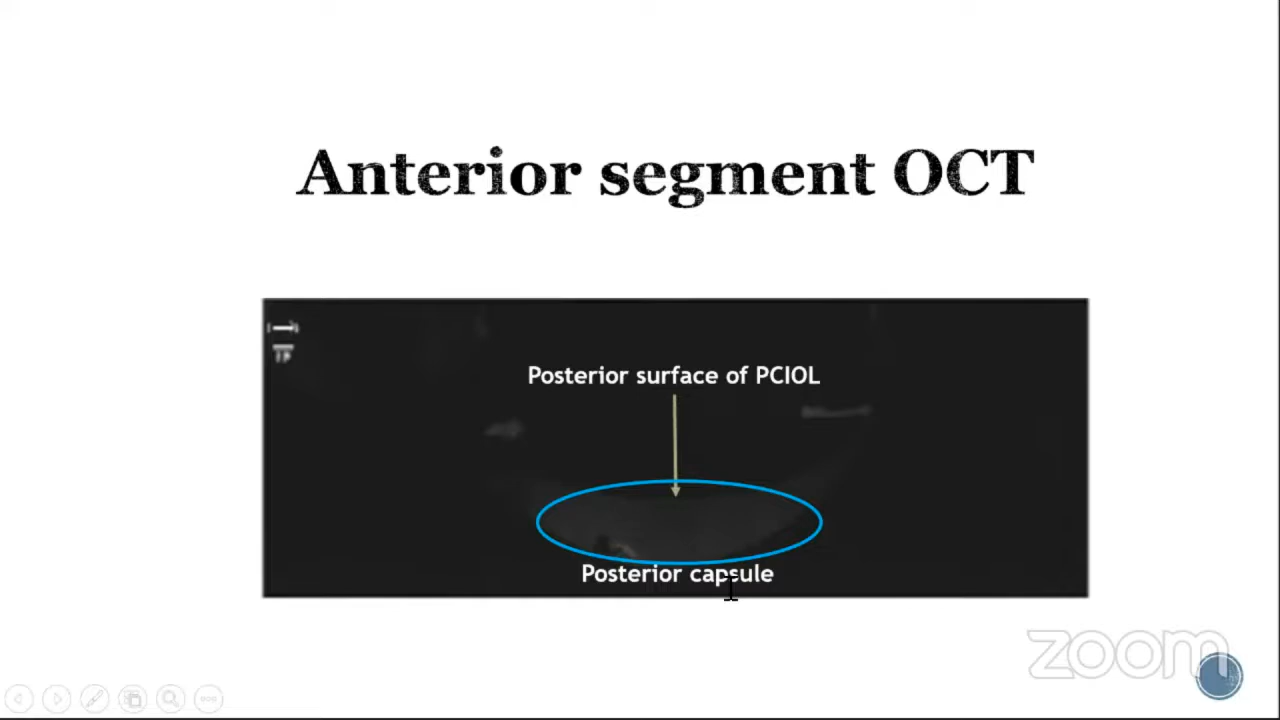 Anterior segment OCT
Posterior surface of PCIOL
Posterior capsule
zoom